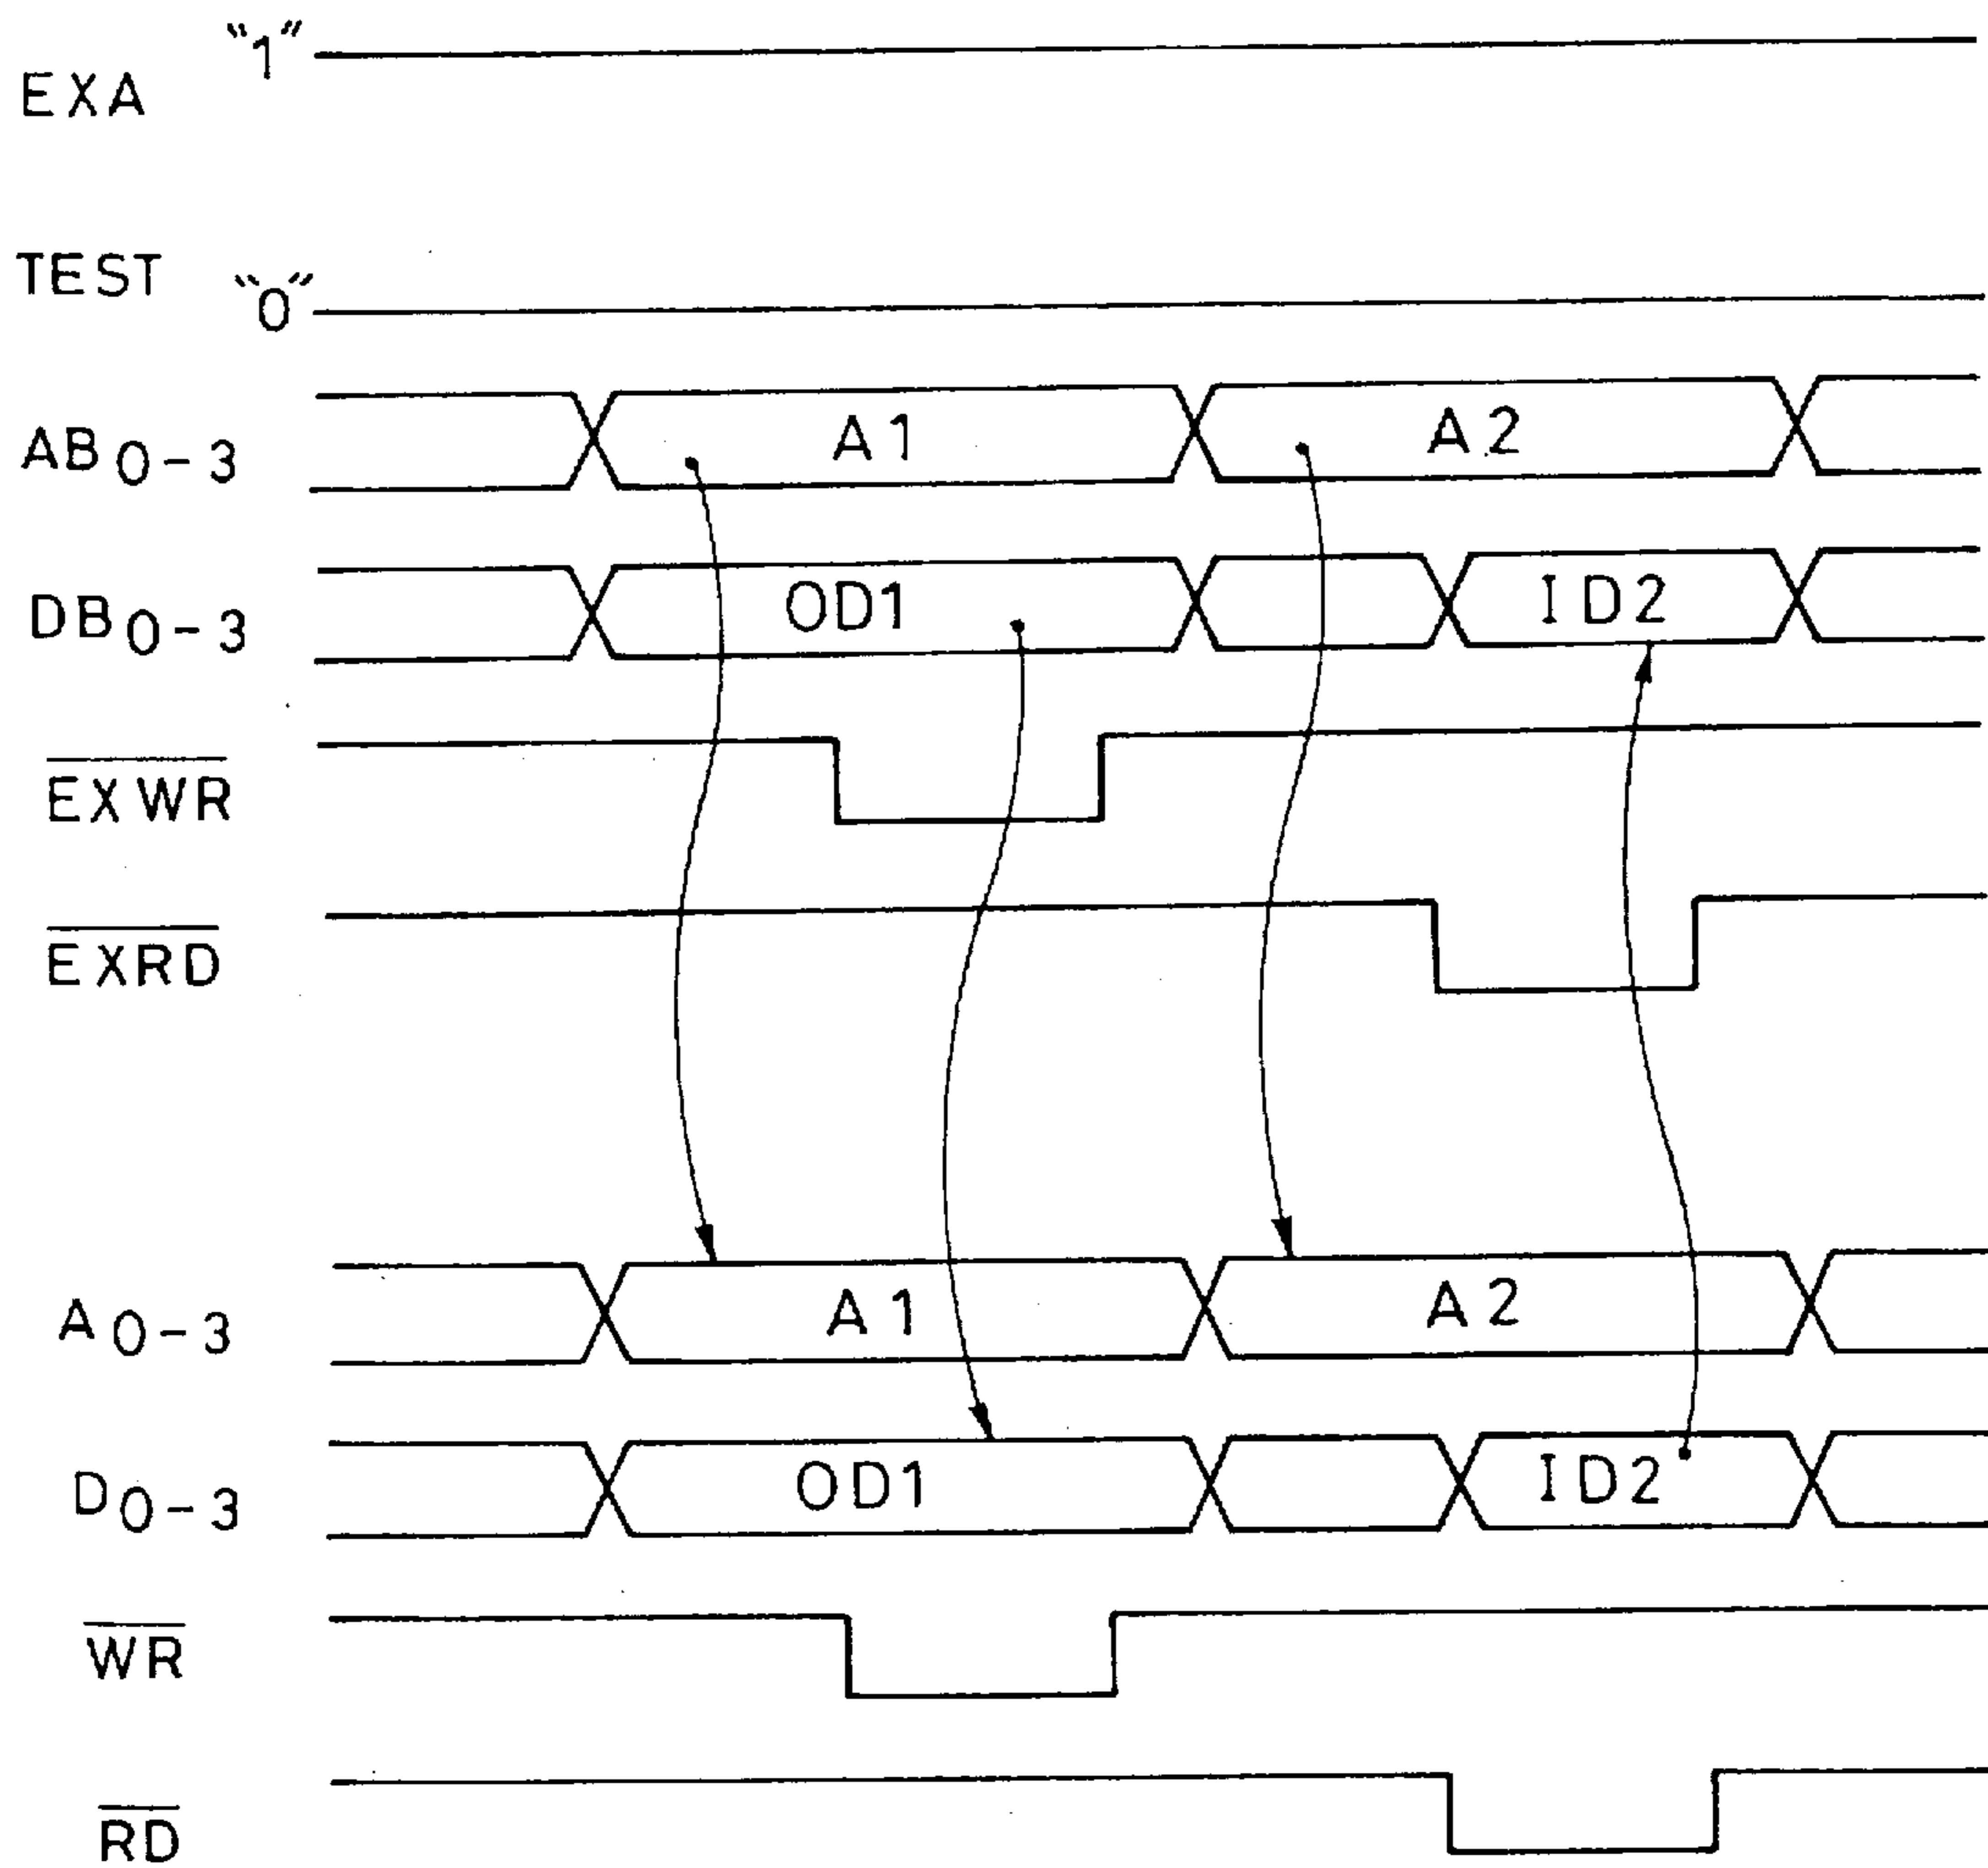 "1"
EXA
TEST "0"
AB0-3 A1 A2
DB0-3 OD1 ID2
EXWR
EXRD
A0-3 A1 A2
D0-3 OD1 ID2
WR
RD